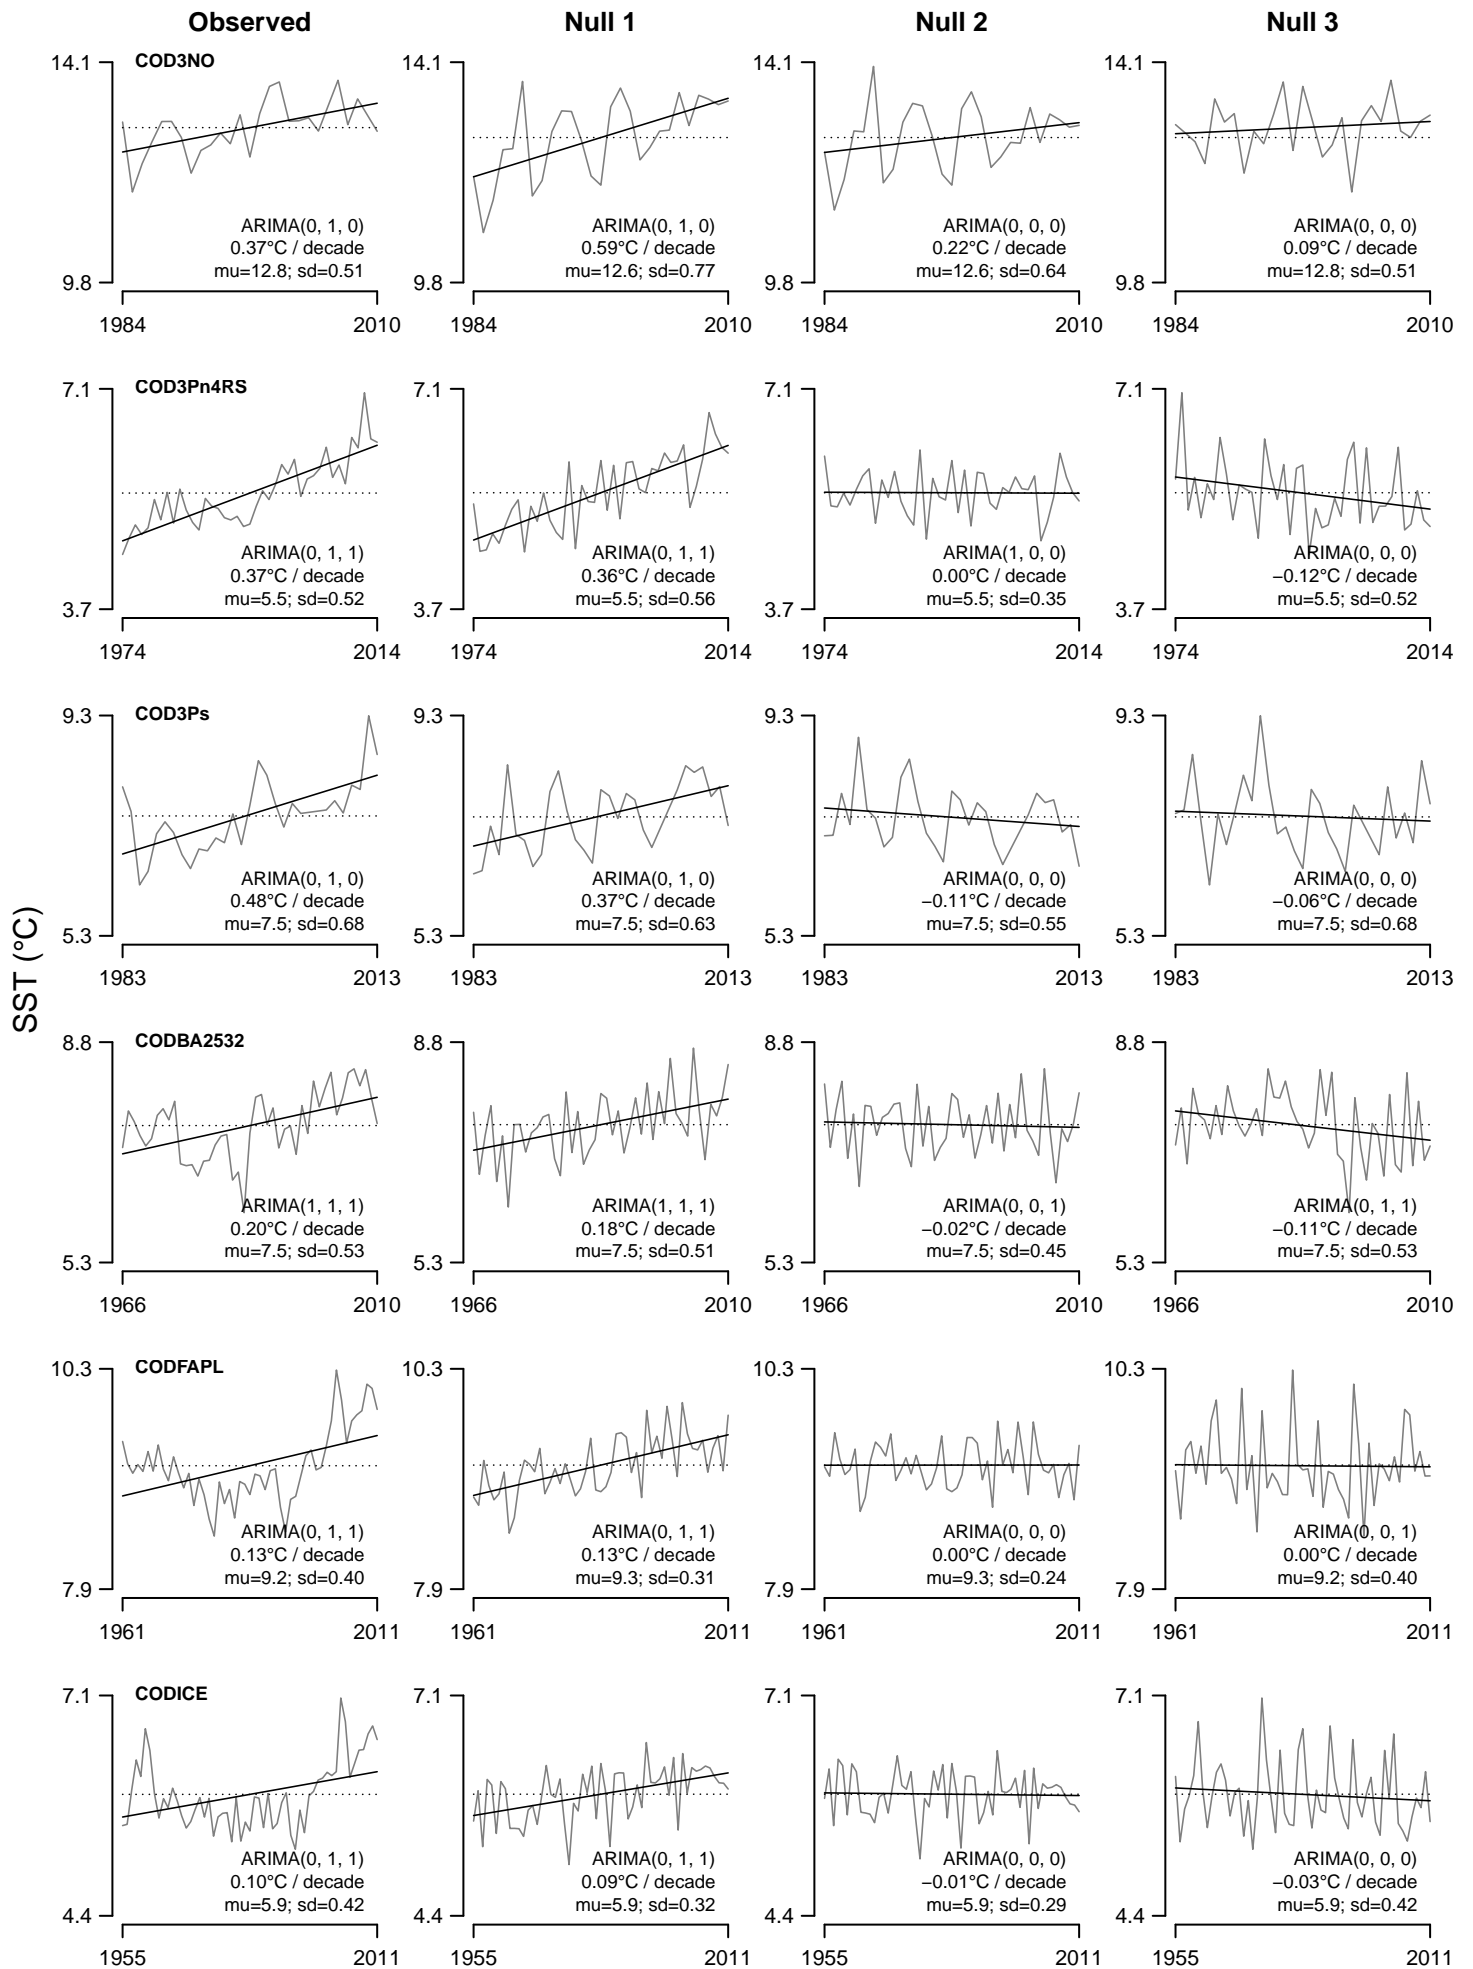 Observed Null 1 Null 2 Null 3
SST (°C)
COD3NO
14.1 14.1 14.1 14.1
ARIMA(0, 1, 0) ARIMA(0, 1, 0) ARIMA(0, 0, 0) ARIMA(0, 0, 0)
0.37°C / decade 0.59°C / decade 0.22°C / decade 0.09°C / decade
mu=12.8; sd=0.51 mu=12.6; sd=0.77 mu=12.6; sd=0.64 mu=12.8; sd=0.51
9.8 9.8 9.8 9.8
1984 2010 1984 2010 1984 2010 1984 2010
COD3Pn4RS
7.1 7.1 7.1 7.1
ARIMA(0, 1, 1) ARIMA(0, 1, 1) ARIMA(1, 0, 0) ARIMA(0, 0, 0)
0.37°C / decade 0.36°C / decade 0.00°C / decade −0.12°C / decade
mu=5.5; sd=0.52 mu=5.5; sd=0.56 mu=5.5; sd=0.35 mu=5.5; sd=0.52
3.7 3.7 3.7 3.7
1974 2014 1974 2014 1974 2014 1974 2014
COD3Ps
9.3 9.3 9.3 9.3
ARIMA(0, 1, 0) ARIMA(0, 1, 0) ARIMA(0, 0, 0) ARIMA(0, 0, 0)
0.48°C / decade 0.37°C / decade −0.11°C / decade −0.06°C / decade
mu=7.5; sd=0.68 mu=7.5; sd=0.63 mu=7.5; sd=0.55 mu=7.5; sd=0.68
5.3 5.3 5.3 5.3
1983 2013 1983 2013 1983 2013 1983 2013
CODBA2532
8.8 8.8 8.8 8.8
ARIMA(1, 1, 1) ARIMA(1, 1, 1) ARIMA(0, 0, 1) ARIMA(0, 1, 1)
0.20°C / decade 0.18°C / decade −0.02°C / decade −0.11°C / decade
mu=7.5; sd=0.53 mu=7.5; sd=0.51 mu=7.5; sd=0.45 mu=7.5; sd=0.53
5.3 5.3 5.3 5.3
1966 2010 1966 2010 1966 2010 1966 2010
CODFAPL
10.3 10.3 10.3 10.3
ARIMA(0, 1, 1) ARIMA(0, 1, 1) ARIMA(0, 0, 0) ARIMA(0, 0, 1)
0.13°C / decade 0.13°C / decade 0.00°C / decade 0.00°C / decade
mu=9.2; sd=0.40 mu=9.3; sd=0.31 mu=9.3; sd=0.24 mu=9.2; sd=0.40
7.9 7.9 7.9 7.9
1961 2011 1961 2011 1961 2011 1961 2011
CODICE
7.1 7.1 7.1 7.1
ARIMA(0, 1, 1) ARIMA(0, 1, 1) ARIMA(0, 0, 0) ARIMA(0, 0, 0)
0.10°C / decade 0.09°C / decade −0.01°C / decade −0.03°C / decade
mu=5.9; sd=0.42 mu=5.9; sd=0.32 mu=5.9; sd=0.29 mu=5.9; sd=0.42
4.4 4.4 4.4 4.4
1955 2011 1955 2011 1955 2011 1955 2011